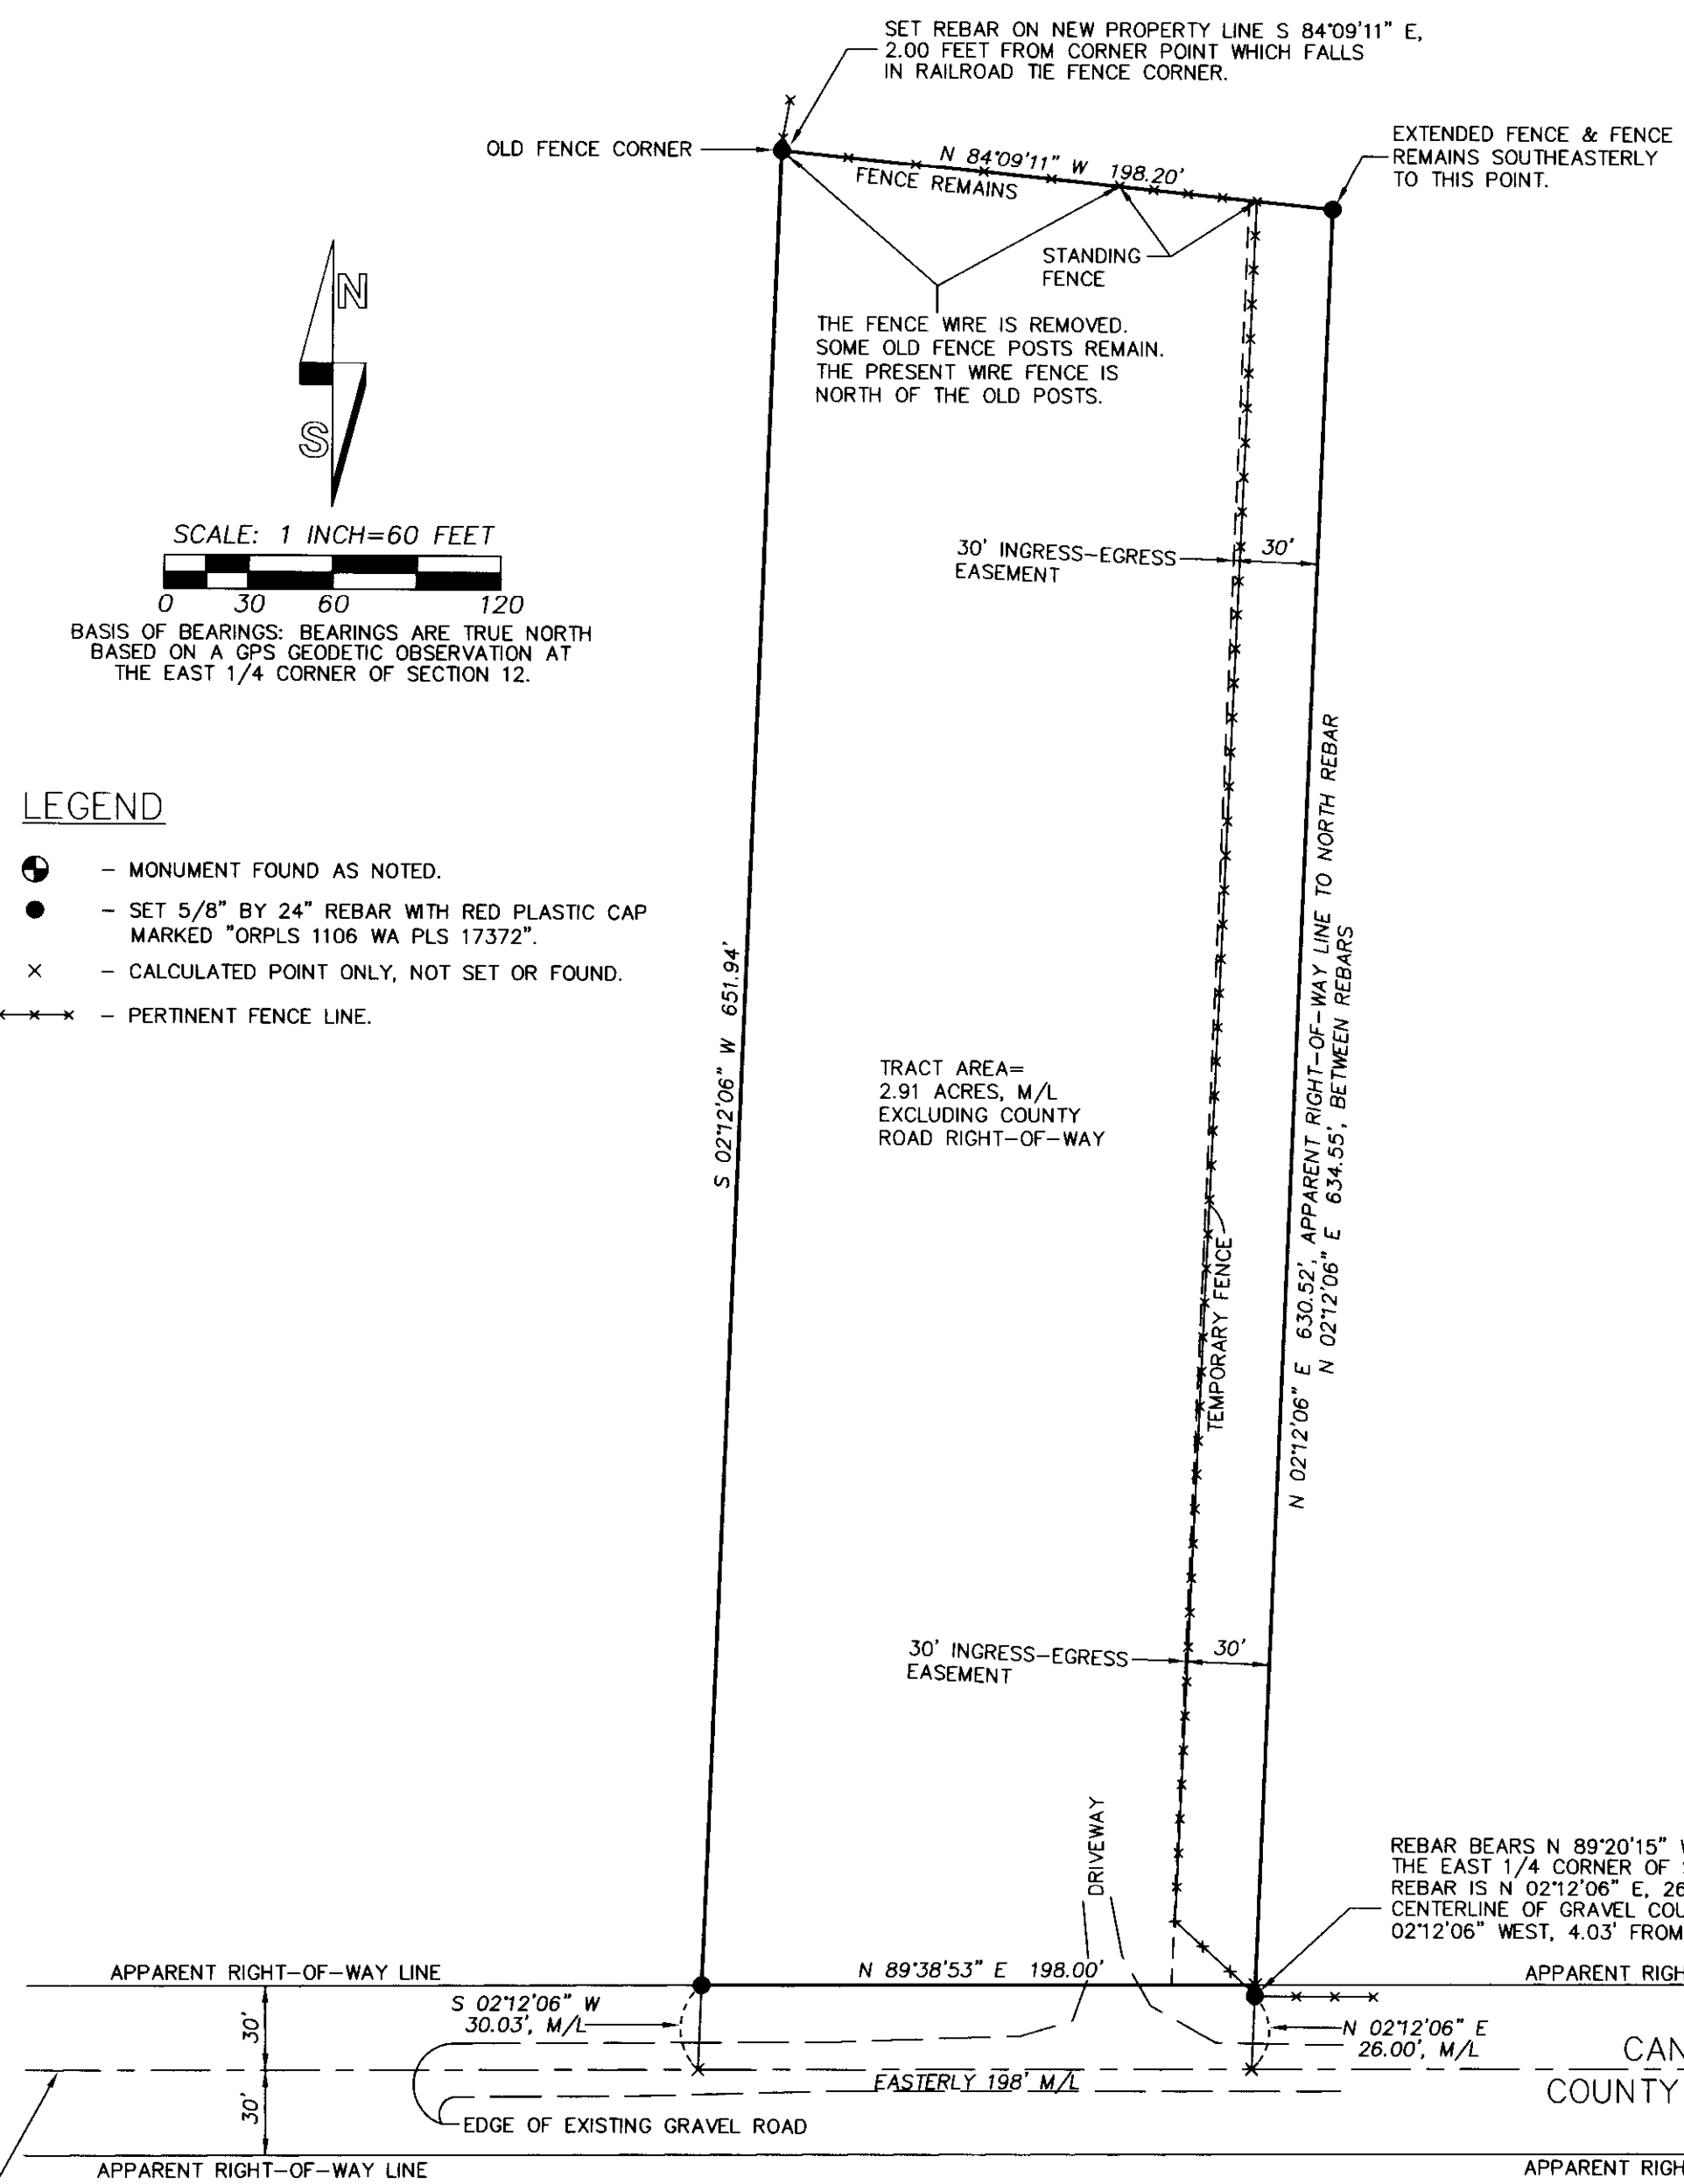 SET REBAR ON NEW PROPERTY LINE S 84°09'11" E,
2.00 FEET FROM CORNER POINT WHICH FALLS
IN RAILROAD TIE FENCE CORNER.
OLD FENCE CORNER
EXTENDED FENCE & FENCE
REMAINS SOUTHEASTERLY
TO THIS POINT.
N 84°09'11" W 198.20'
FENCE REMAINS
STANDING
FENCE
THE FENCE WIRE IS REMOVED.
SOME OLD FENCE POSTS REMAIN.
THE PRESENT WIRE FENCE IS
NORTH OF THE OLD POSTS.
N
S
SCALE: 1 INCH=60 FEET
0 30 60 120
BASIS OF BEARINGS: BEARINGS ARE TRUE NORTH
BASED ON A GPS GEODETIC OBSERVATION AT
THE EAST 1/4 CORNER OF SECTION 12.
30' INGRESS-EGRESS
EASEMENT
30'
LEGEND
- MONUMENT FOUND AS NOTED.
- SET 5/8" BY 24" REBAR WITH RED PLASTIC CAP
MARKED "ORPLS 1106 WA PLS 17372".
- CALCULATED POINT ONLY, NOT SET OR FOUND.
- PERTINENT FENCE LINE.
S 02°12'06" W 651.94'
TRACT AREA=
2.91 ACRES, M/L
EXCLUDING COUNTY
ROAD RIGHT-OF-WAY
TEMPORARY FENCE
N 02°12'06" E 630.52', APPARENT RIGHT-OF-WAY LINE TO NORTH REBAR
N 02°12'06" E 634.55', BETWEEN REBARS
30' INGRESS-EGRESS
EASEMENT
30'
DRIVEWAY
REBAR BEARS N 89°20'15"
THE EAST 1/4 CORNER OF
REBAR IS N 02°12'06" E, 26
CENTERLINE OF GRAVEL COU
02°12'06" WEST, 4.03' FROM
APPARENT RIGHT-OF-WAY LINE
N 89°38'53" E 198.00'
APPARENT RIGH
S 02°12'06" W
30.03', M/L
30'
N 02°12'06" E
26.00', M/L
CAN
EASTERLY 198' M/L
COUNTY
30'
EDGE OF EXISTING GRAVEL ROAD
APPARENT RIGHT-OF-WAY LINE
APPARENT RIGH